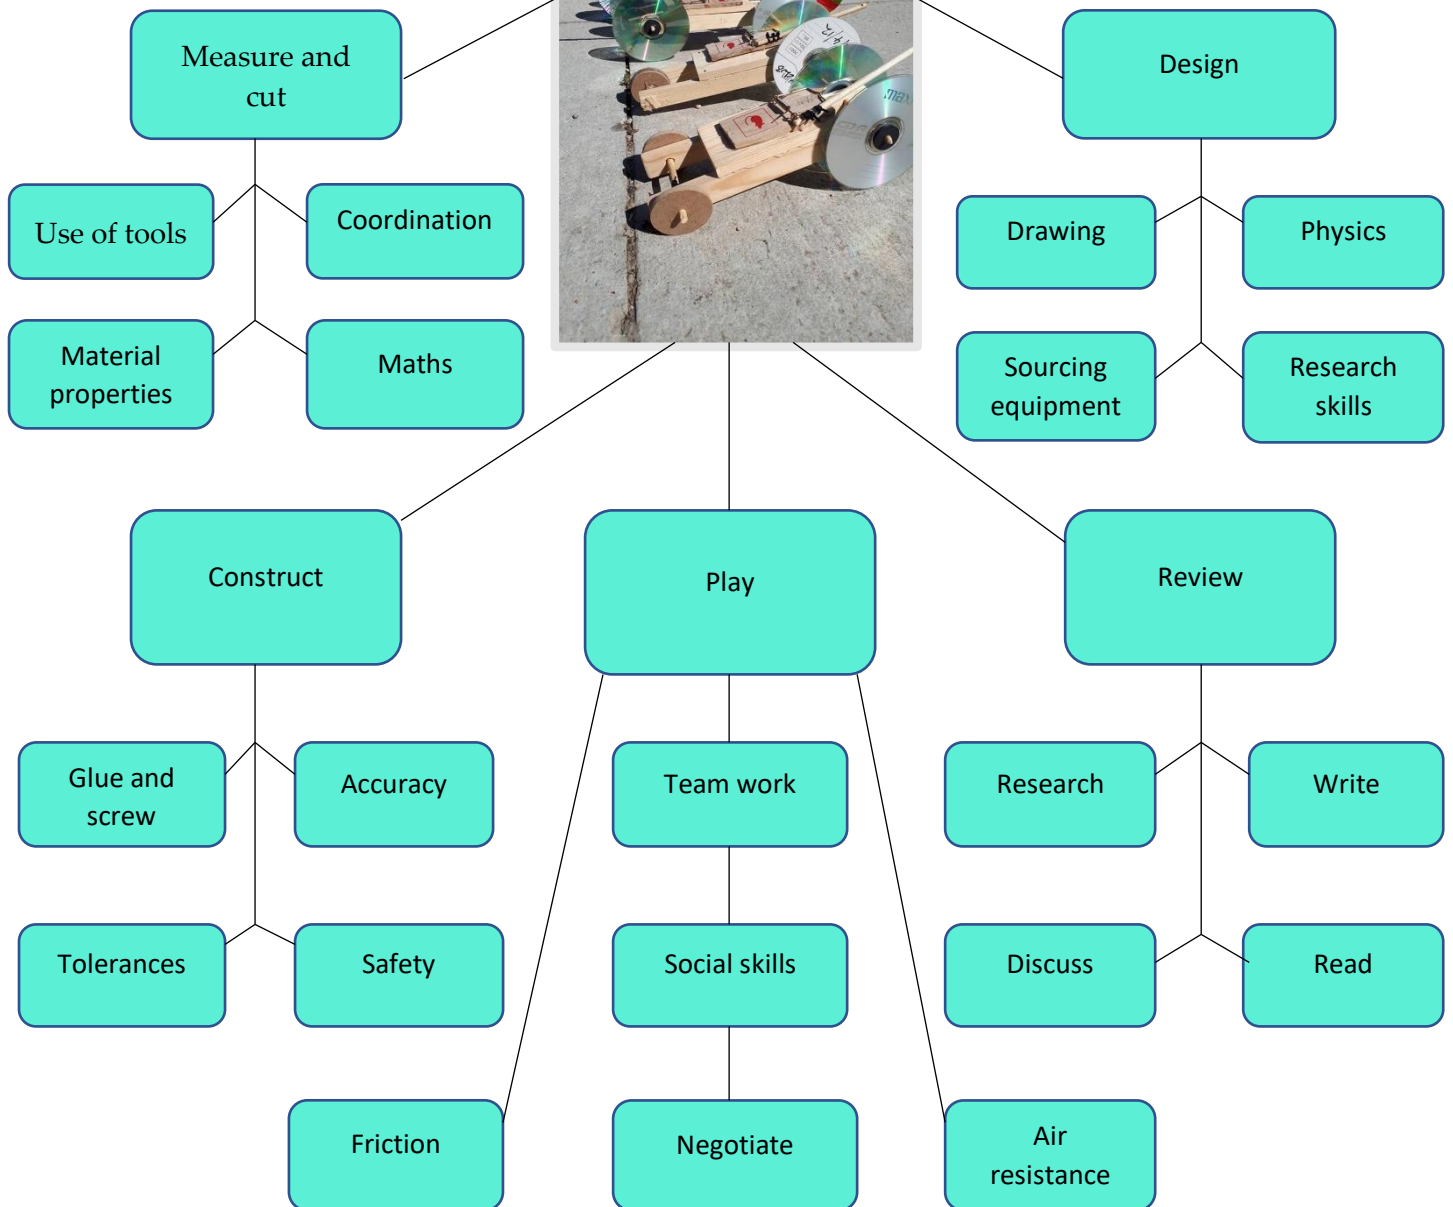 Measure and
cut
Design
Use of tools
Coordination
Drawing
Physics
Material
properties
Maths
Sourcing
equipment
Research
skills
Construct
Play
Review
Glue and
screw
Accuracy
Team work
Research
Write
Tolerances
Safety
Social skills
Discuss
Read
Friction
Negotiate
Air
resistance